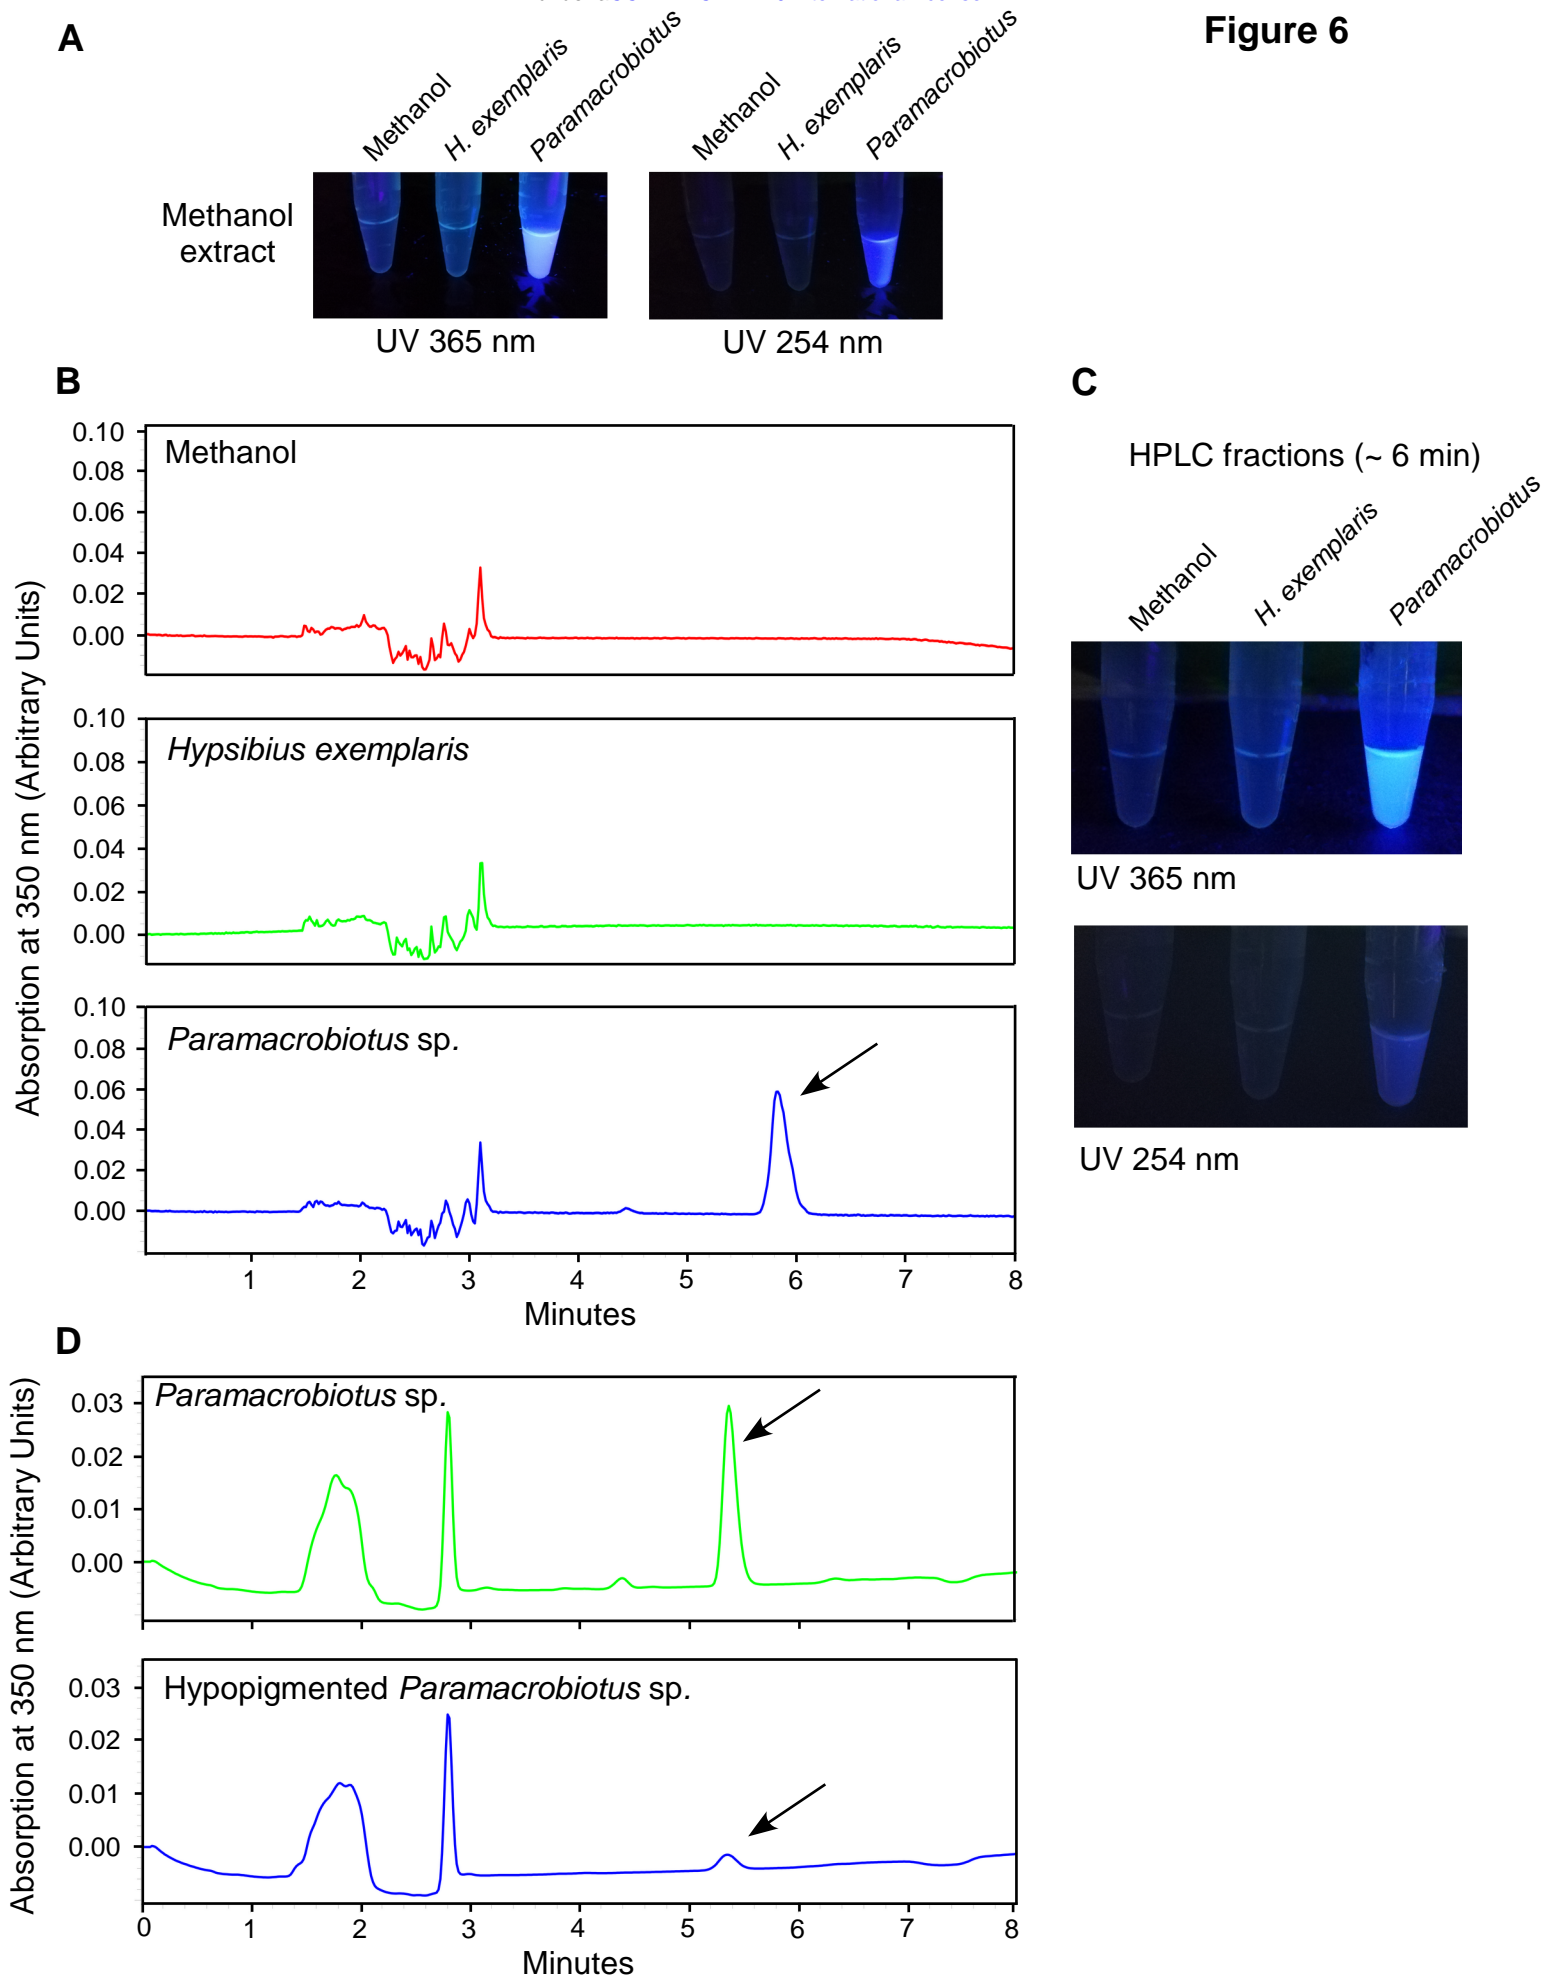 Figure 6
A
Methanol
H. exemplaris
Paramacrobiotus
Methanol
H. exemplaris
Paramacrobiotus
Methanol
extract
UV 365 nm
UV 254 nm
B
Absorption at 350 nm (Arbitrary Units)
0.10
0.08
0.06
0.04
0.02
0.00
Methanol
0.10
0.08
0.06
0.04
0.02
0.00
Hypsibius exemplaris
0.10
0.08
0.06
0.04
0.02
0.00
Paramacrobiotus sp.
1 2 3 4 5 6 7 8
Minutes
C
HPLC fractions (~ 6 min)
Methanol
H. exemplaris
Paramacrobiotus
UV 365 nm
UV 254 nm
D
Absorption at 350 nm (Arbitrary Units)
0.03
0.02
0.01
0.00
Paramacrobiotus sp.
0.03
0.02
0.01
0.00
Hypopigmented Paramacrobiotus sp.
0 1 2 3 4 5 6 7 8
Minutes